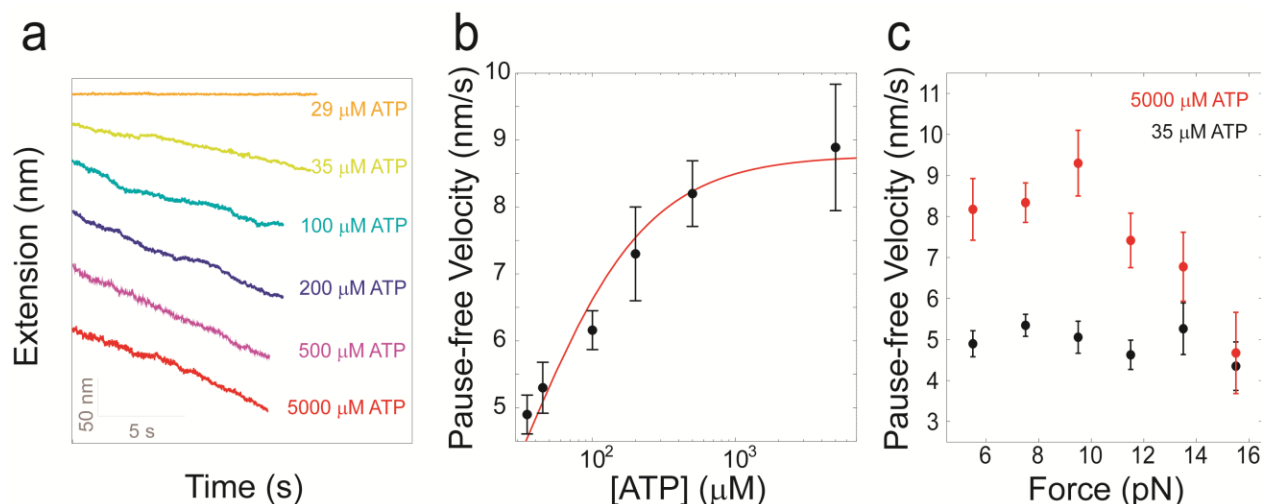 a
Extension (nm)
29 μM ATP
35 μM ATP
100 μM ATP
200 μM ATP
500 μM ATP
5000 μM ATP
50 nm
5 s
Time (s)
b
Pause-free Velocity (nm/s)
10
9
8
7
6
5
10²
10³
[ATP] (μM)
c
Pause-free Velocity (nm/s)
5000 μM ATP
35 μM ATP
11
10
9
8
7
6
5
4
3
6 8 10 12 14 16
Force (pN)